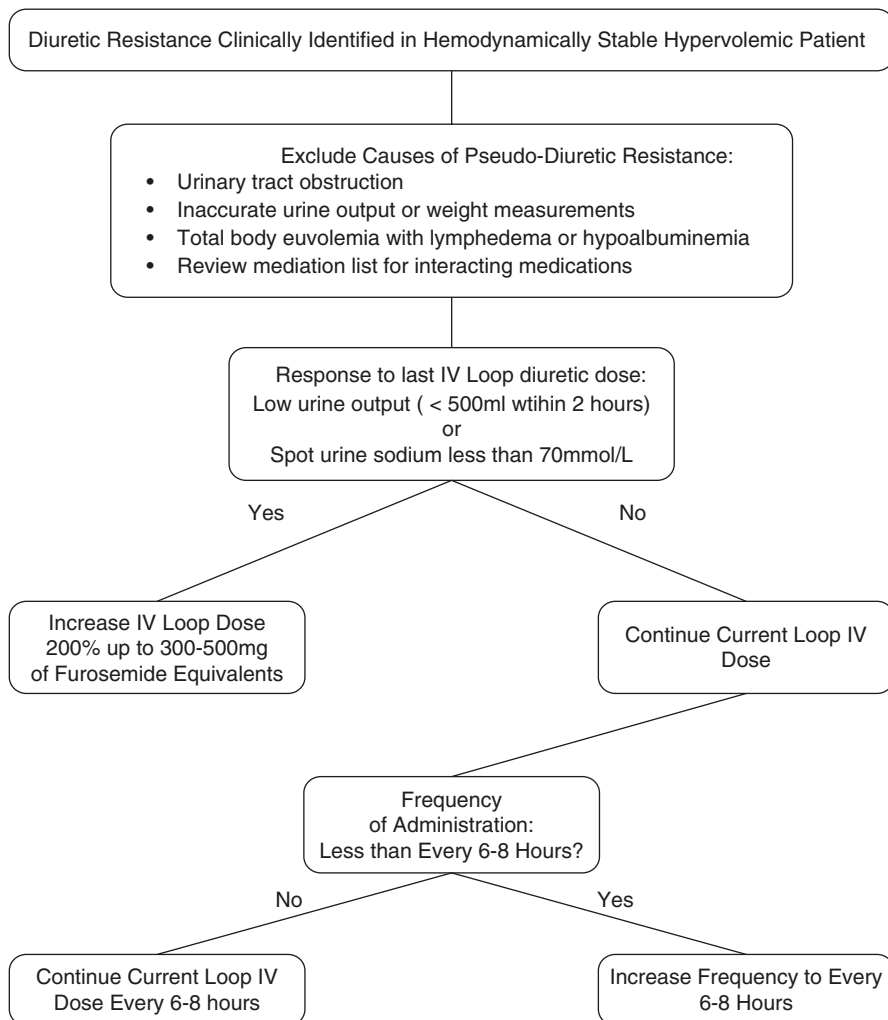 Diuretic Resistance Clinically Identified in Hemodynamically Stable Hypervolemic Patient
Exclude Causes of Pseudo-Diuretic Resistance:
• Urinary tract obstruction
• Inaccurate urine output or weight measurements
• Total body euvolemia with lymphedema or hypoalbuminemia
• Review mediation list for interacting medications
Response to last IV Loop diuretic dose:
Low urine output ( < 500ml wtihin 2 hours)
or
Spot urine sodium less than 70mmol/L
Yes
No
Increase IV Loop Dose
200% up to 300-500mg
of Furosemide Equivalents
Continue Current Loop IV
Dose
Frequency
of Administration:
Less than Every 6-8 Hours?
No
Yes
Continue Current Loop IV
Dose Every 6-8 hours
Increase Frequency to Every
6-8 Hours